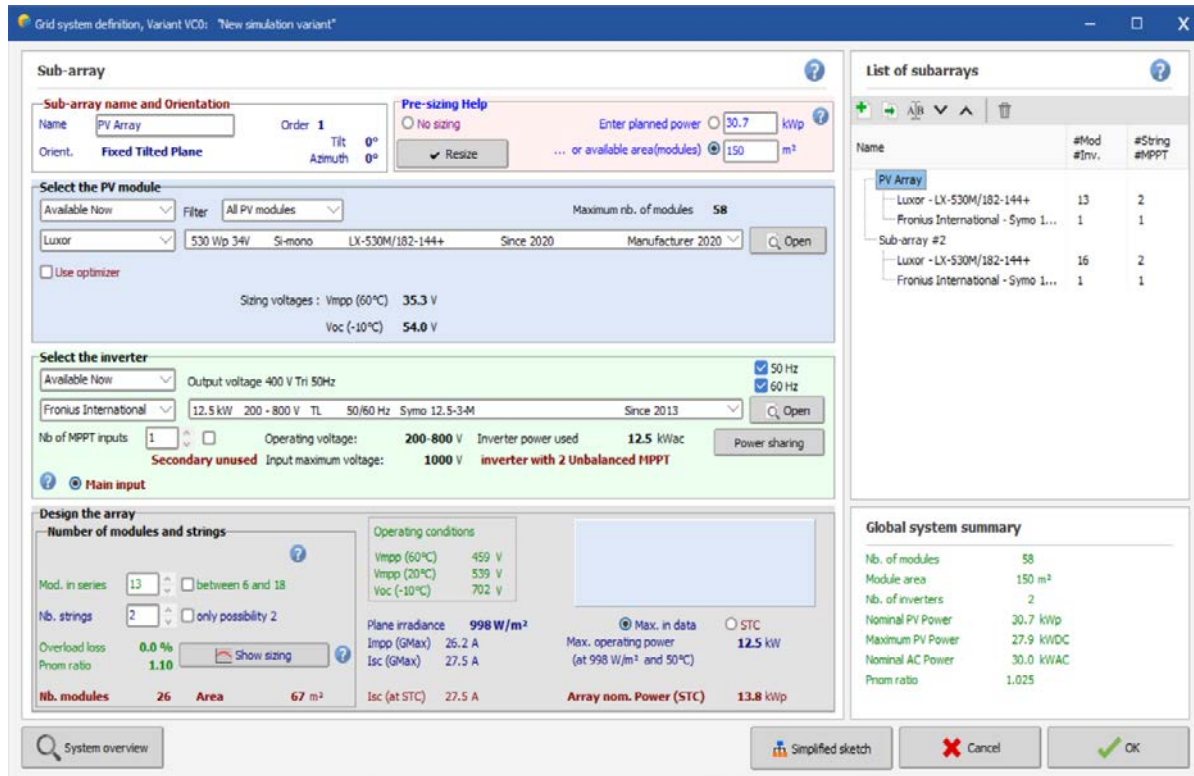 Grid system definition, Variant VC0: "New simulation variant"
Sub-array
Sub-array name and Orientation
Name PV Array Order 1
Orient. Fixed Tilted Plane Tilt 0°
Azimuth 0°
Pre-sizing Help
No sizing Enter planned power 30.7 kWp
Resize ... or available area(modules) 150 m²
Select the PV module
Available Now Filter All PV modules Maximum nb. of modules 58
Luxor 530 Wp 34V Si-mono LX-530M/182-144+ Since 2020 Manufacturer 2020 Open
Use optimizer
Sizing voltages : Vmpp (60°C) 35.3 V
Voc (-10°C) 54.0 V
Select the inverter
Available Now Output voltage 400 V Tri 50Hz 50 Hz
60 Hz
Fronius International 12.5 kW 200 - 800 V TL 50/60 Hz Symo 12.5-3-M Since 2013 Open
Nb of MPPT inputs 1 Operating voltage: 200-800 V Inverter power used 12.5 kWac Power sharing
Secondary unused Input maximum voltage: 1000 V inverter with 2 Unbalanced MPPT
Main input
Design the array
Number of modules and strings
Mod. in series 13 between 6 and 18
Nb. strings 2 only possibility 2
Overload loss 0.0 %
Pnom ratio 1.10 Show sizing
Nb. modules 26 Area 67 m²
Operating conditions
Vmpp (60°C) 459 V
Vmpp (20°C) 539 V
Voc (-10°C) 702 V
Plane irradiance 998 W/m² Max. in data STC
Impp (GMax) 26.2 A Max. operating power 12.5 kW
Isc (GMax) 27.5 A (at 998 W/m² and 50°C)
Isc (at STC) 27.5 A Array nom. Power (STC) 13.8 kWp
List of subarrays
Name #Mod #String
#Inv. #MPPT
PV Array
Luxor - LX-530M/182-144+ 13 2
Fronius International - Symo 1... 1 1
Sub-array #2
Luxor - LX-530M/182-144+ 16 2
Fronius International - Symo 1... 1 1
Global system summary
Nb. of modules 58
Module area 150 m²
Nb. of inverters 2
Nominal PV Power 30.7 kWp
Maximum PV Power 27.9 kWDC
Nominal AC Power 30.0 kWAC
Pnom ratio 1.025
System overview Simplified sketch Cancel OK